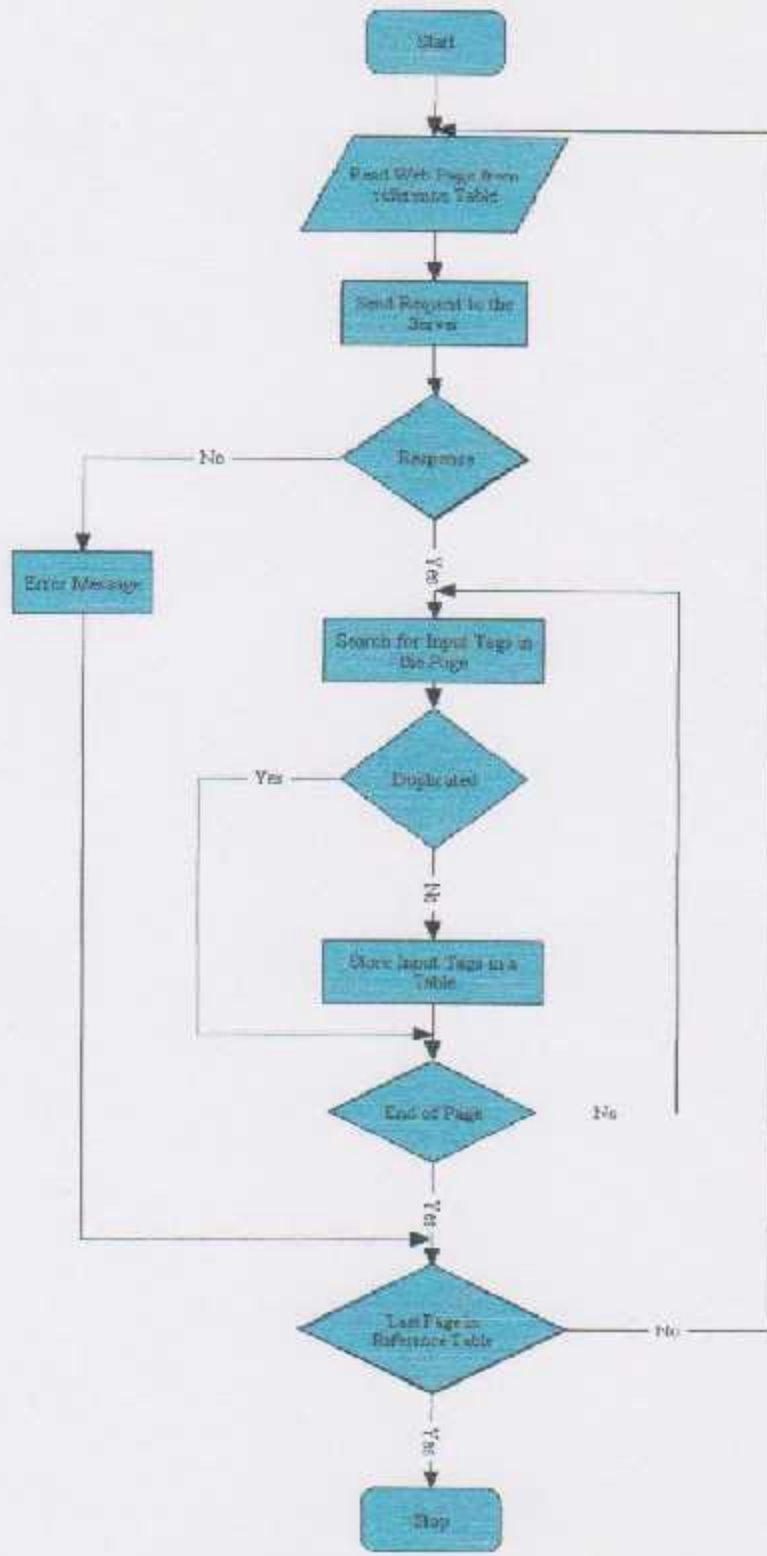 Start
Read Web Page from
reference Table
Send Request to the
Server
Response
No
Yes
Error Message
Search for Input Tags in
the Page
Duplicated
Yes
No
Store Input Tags in a
Table
End of Page
No
Yes
Last Page in
Reference Table
No
Yes
Stop